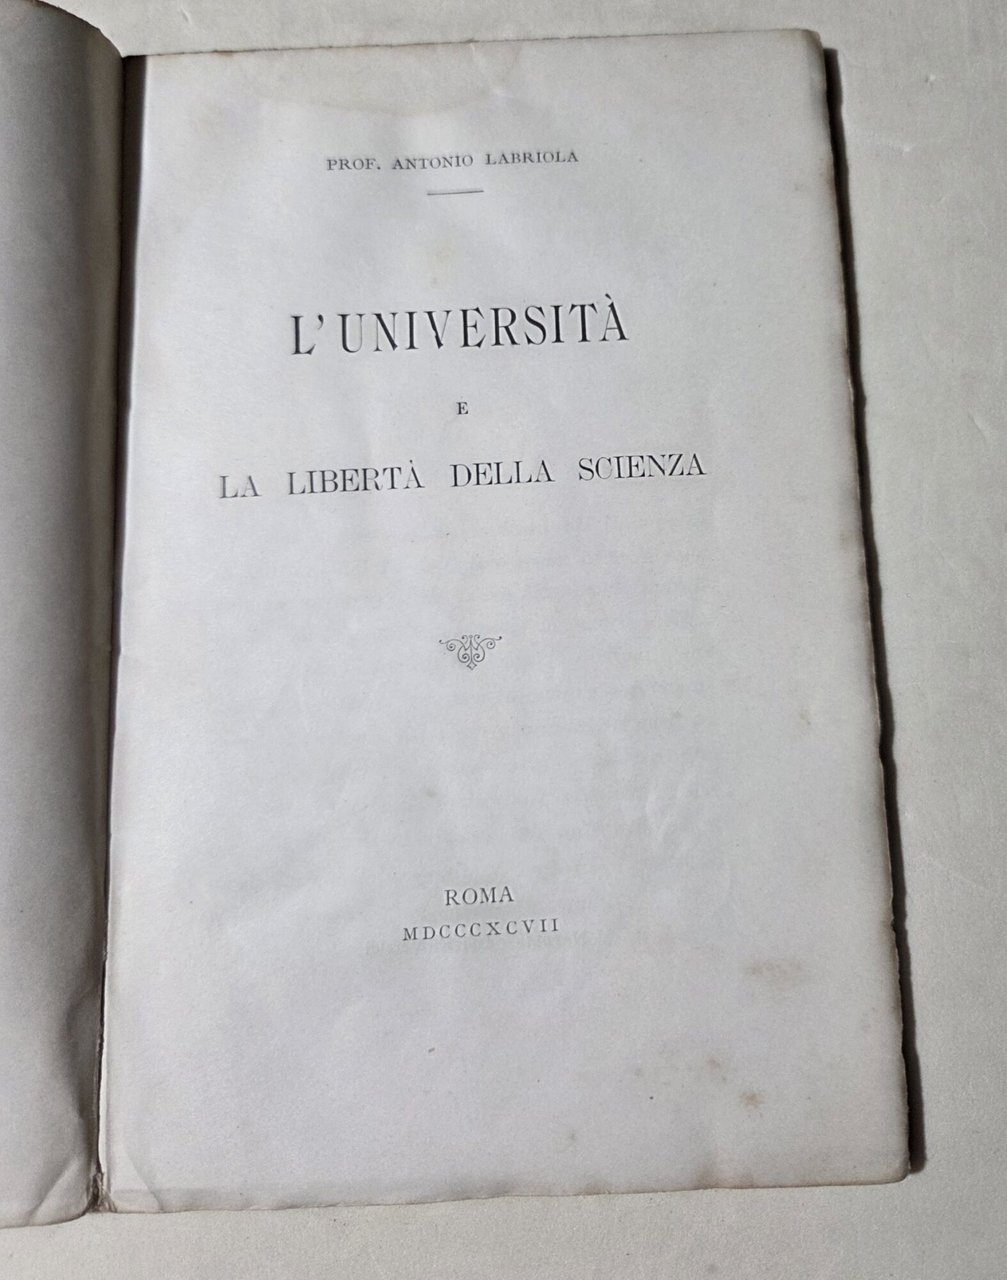 PROF. ANTONIO LABRIOLA
L'UNIVERSITÀ
E
LA LIBERTÀ DELLA SCIENZA
ROMA
MDCCCXCVII